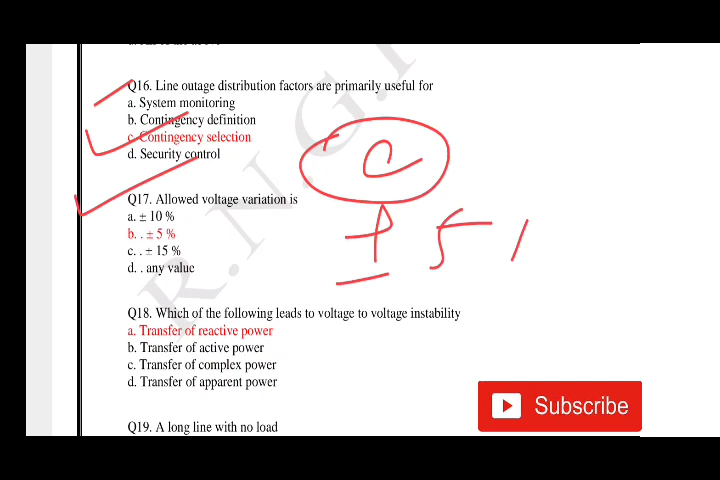 Q16. Line outage distribution factors are primarily useful for
a. System monitoring
b. Contingency definition
c. Contingency selection
d. Security control
Q17. Allowed voltage variation is
a. ± 10 %
b. . ± 5 %
c. . ± 15 %
d. . any value
C
± 5
Q18. Which of the following leads to voltage to voltage instability
a. Transfer of reactive power
b. Transfer of active power
c. Transfer of complex power
d. Transfer of apparent power
Subscribe
Q19. A long line with no load
R.N.G.I